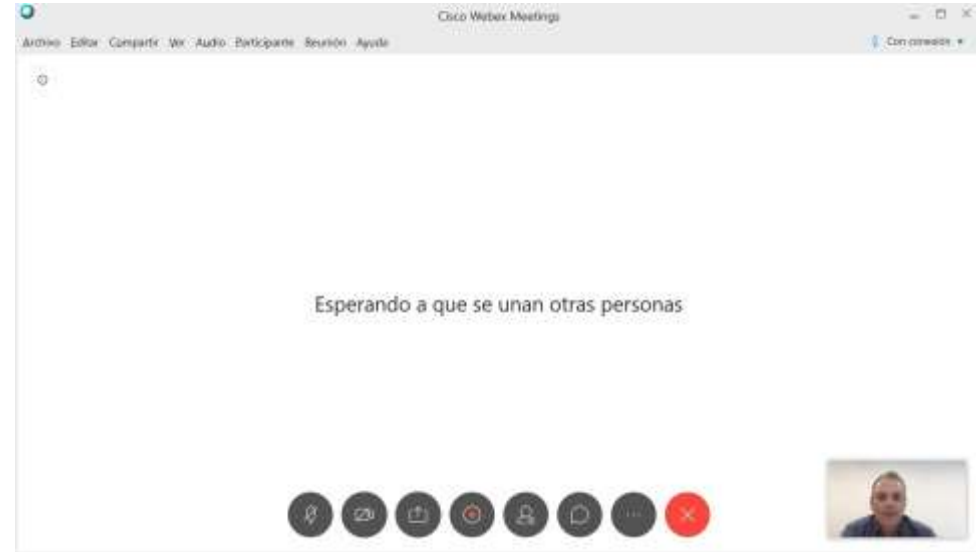 Cisco Webex Meetings
Archivo Editar Compartir Ver Audio Participante Reunión Ayuda
Con conexión
Esperando a que se unan otras personas